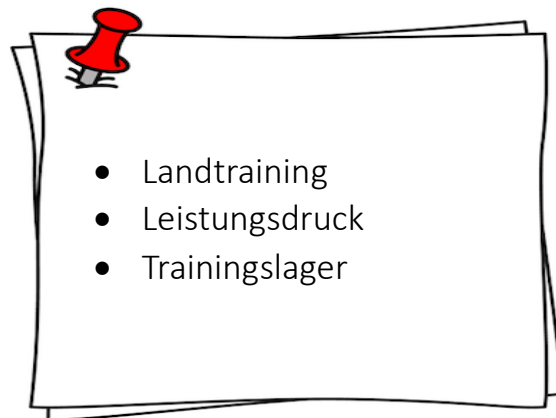 • Landtraining
• Leistungsdruck
• Trainingslager